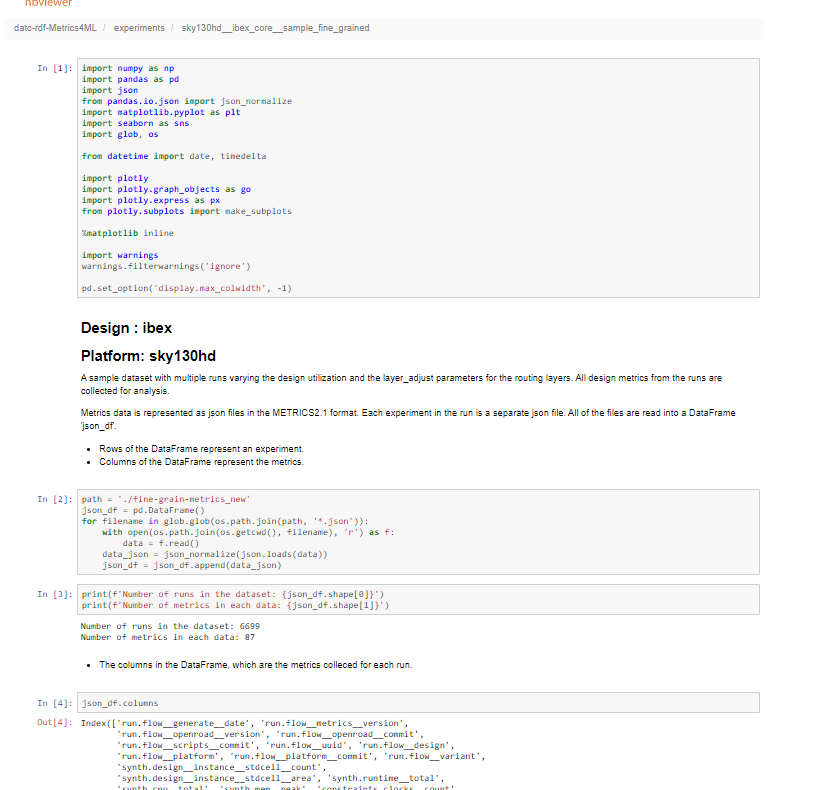 nbviewer
datc-rdf-Metrics4ML / experiments / sky130hd__ibex_core__sample_fine_grained
In [1]: import numpy as np
import pandas as pd
import json
from pandas.io.json import json_normalize
import matplotlib.pyplot as plt
import seaborn as sns
import glob, os
from datetime import date, timedelta
import plotly
import plotly.graph_objects as go
import plotly.express as px
from plotly.subplots import make_subplots
%matplotlib inline
import warnings
warnings.filterwarnings('ignore')
pd.set_option('display.max_colwidth', -1)
Design : ibex
Platform: sky130hd
A sample dataset with multiple runs varying the design utilization and the layer_adjust parameters for the routing layers. All design metrics from the runs are
collected for analysis.
Metrics data is represented as json files in the METRICS2.1 format. Each experiment in the run is a separate json file. All of the files are read into a DataFrame
'json_df'.
• Rows of the DataFrame represent an experiment.
• Columns of the DataFrame represent the metrics.
In [2]: path = './fine-grain-metrics_new'
json_df = pd.DataFrame()
for filename in glob.glob(os.path.join(path, '*.json')):
with open(os.path.join(os.getcwd(), filename), 'r') as f:
data = f.read()
data_json = json_normalize(json.loads(data))
json_df = json_df.append(data_json)
In [3]: print(f'Number of runs in the dataset: {json_df.shape[0]}')
print(f'Number of metrics in each data: {json_df.shape[1]}')
Number of runs in the dataset: 6699
Number of metrics in each data: 87
• The columns in the DataFrame, which are the metrics colleced for each run.
In [4]: json_df.columns
Out[4]: Index(['run.flow__generate__date', 'run.flow__metrics__version',
'run.flow__openroad__version', 'run.flow__openroad__commit',
'run.flow__scripts__commit', 'run.flow__uuid', 'run.flow__design',
'run.flow__platform', 'run.flow__platform__commit', 'run.flow__variant',
'synth.design__instance__stdcell__count',
'synth.design__instance__stdcell__area', 'synth.runtime__total',
'synth.cpu__total', 'synth.mem__peak', 'constraints.clocks__count'